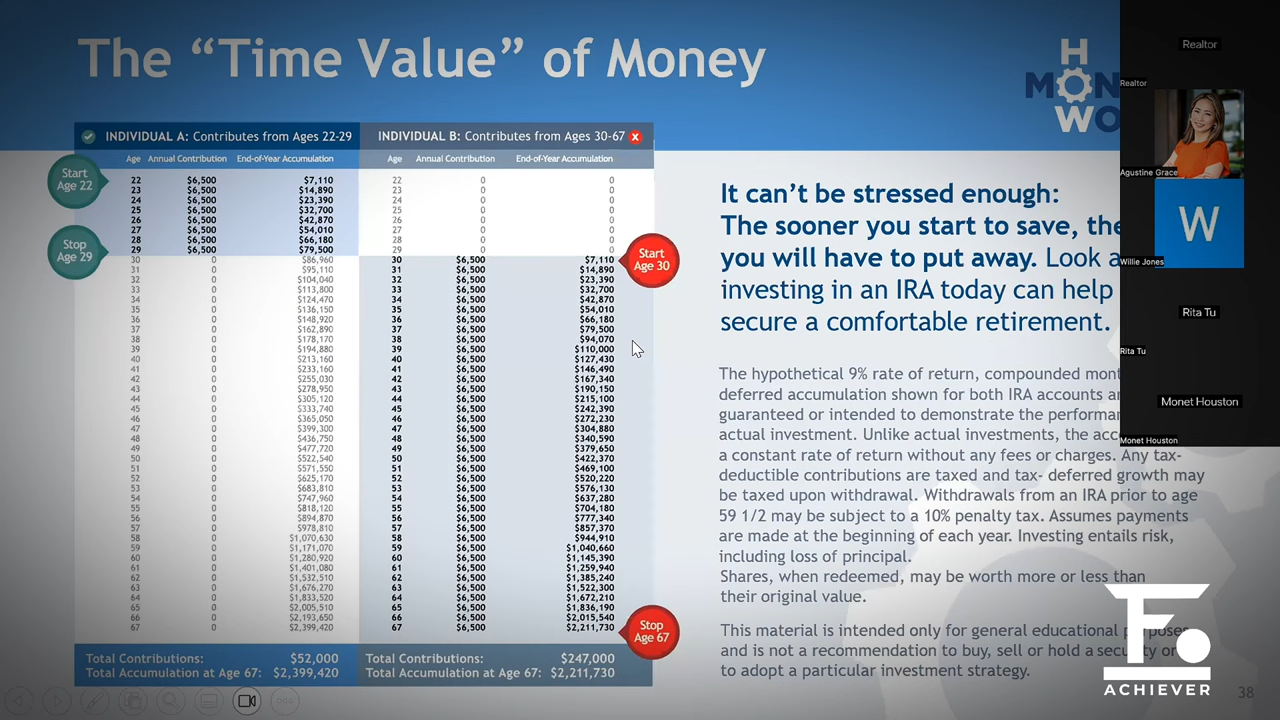 The “Time Value” of Money
H
MON
WO
INDIVIDUAL A: Contributes from Ages 22-29
Age Annual Contribution End-of-Year Accumulation
Start
Age 22
Stop
Age 29
22 $6,500 $7,110
23 $6,500 $14,890
24 $6,500 $23,390
25 $6,500 $32,700
26 $6,500 $42,870
27 $6,500 $54,010
28 $6,500 $66,180
29 $6,500 $79,500
30 0 $86,960
31 0 $95,110
32 0 $104,040
33 0 $113,800
34 0 $124,470
35 0 $136,150
36 0 $148,920
37 0 $162,890
38 0 $178,170
39 0 $194,880
40 0 $213,160
41 0 $233,160
42 0 $255,030
43 0 $278,950
44 0 $305,120
45 0 $333,740
46 0 $365,050
47 0 $399,300
48 0 $436,750
49 0 $477,720
50 0 $522,540
51 0 $571,550
52 0 $625,170
53 0 $683,810
54 0 $747,960
55 0 $818,120
56 0 $894,870
57 0 $978,810
58 0 $1,070,630
59 0 $1,171,070
60 0 $1,280,920
61 0 $1,401,080
62 0 $1,532,510
63 0 $1,676,270
64 0 $1,833,520
65 0 $2,005,510
66 0 $2,193,650
67 0 $2,399,420
Total Contributions: $52,000
Total Accumulation at Age 67: $2,399,420
INDIVIDUAL B: Contributes from Ages 30-67
Age Annual Contribution End-of-Year Accumulation
22 0 0
23 0 0
24 0 0
25 0 0
26 0 0
27 0 0
28 0 0
29 0 0
30 $6,500 $7,110
31 $6,500 $14,890
32 $6,500 $23,390
33 $6,500 $32,700
34 $6,500 $42,870
35 $6,500 $54,010
36 $6,500 $66,180
37 $6,500 $79,500
38 $6,500 $94,070
39 $6,500 $110,000
40 $6,500 $127,430
41 $6,500 $146,490
42 $6,500 $167,340
43 $6,500 $190,150
44 $6,500 $215,100
45 $6,500 $242,390
46 $6,500 $272,230
47 $6,500 $304,880
48 $6,500 $340,590
49 $6,500 $379,650
50 $6,500 $422,370
51 $6,500 $469,100
52 $6,500 $520,220
53 $6,500 $576,130
54 $6,500 $637,280
55 $6,500 $704,180
56 $6,500 $777,340
57 $6,500 $857,370
58 $6,500 $944,910
59 $6,500 $1,040,660
60 $6,500 $1,145,390
61 $6,500 $1,259,940
62 $6,500 $1,385,240
63 $6,500 $1,522,300
64 $6,500 $1,672,210
65 $6,500 $1,836,190
66 $6,500 $2,015,540
67 $6,500 $2,211,730
Start
Age 30
Stop
Age 67
Total Contributions: $247,000
Total Accumulation at Age 67: $2,211,730
It can’t be stressed enough:
The sooner you start to save, the
you will have to put away. Look a
investing in an IRA today can help
secure a comfortable retirement.
The hypothetical 9% rate of return, compounded mont
deferred accumulation shown for both IRA accounts ar
guaranteed or intended to demonstrate the performan
actual investment. Unlike actual investments, the acco
a constant rate of return without any fees or charges. Any tax-
deductible contributions are taxed and tax- deferred growth may
be taxed upon withdrawal. Withdrawals from an IRA prior to age
59 1/2 may be subject to a 10% penalty tax. Assumes payments
are made at the beginning of each year. Investing entails risk,
including loss of principal.
Shares, when redeemed, may be worth more or less than
their original value.
This material is intended only for general educational purposes
and is not a recommendation to buy, sell or hold a security or
to adopt a particular investment strategy.
Realtor
Realtor
Agustine Grace
W
Willie Jones
Rita Tu
Rita Tu
Monet Houston
Monet Houston
ACHIEVER
38